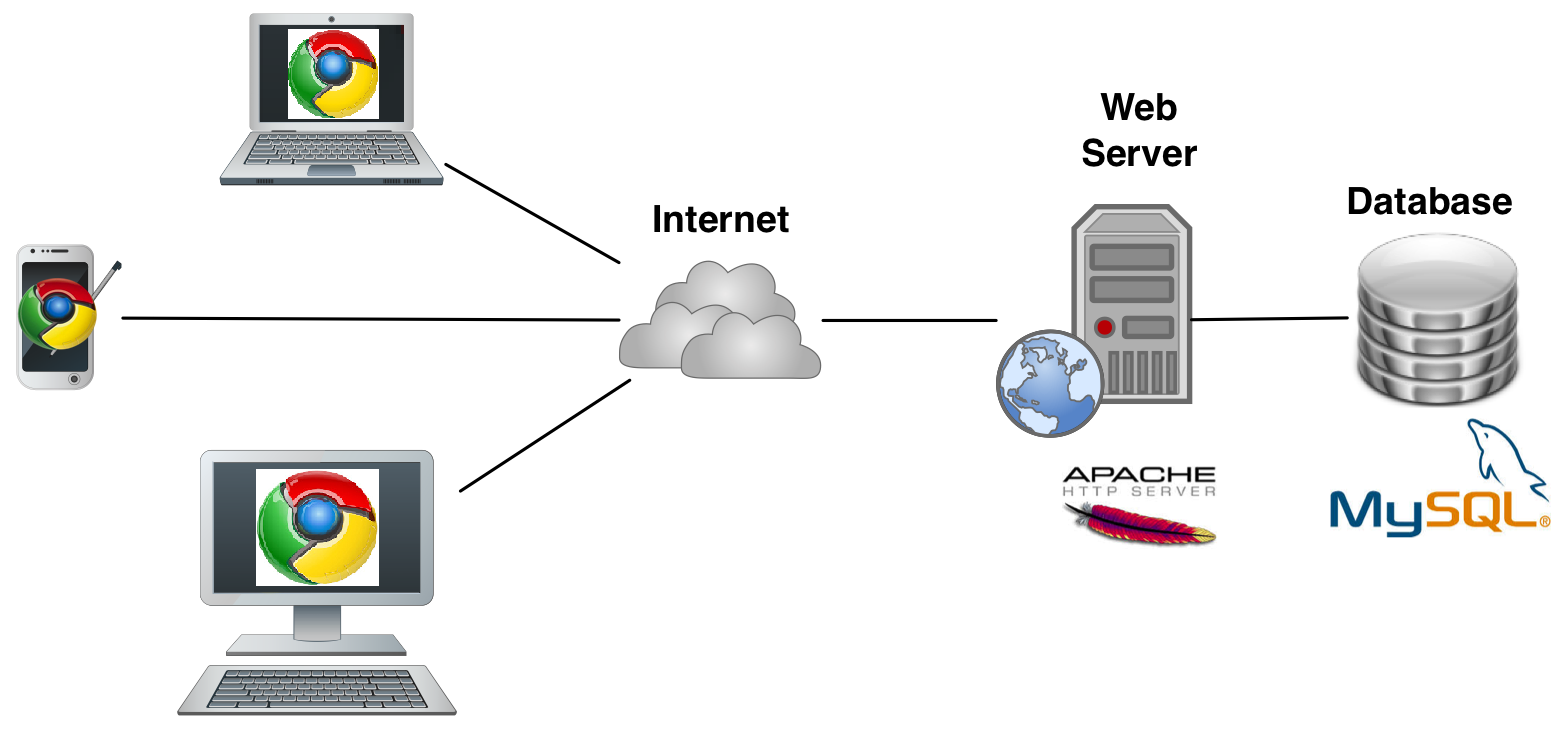 Internet
Web
Server
Database
APACHE
HTTP SERVER
MySQL®